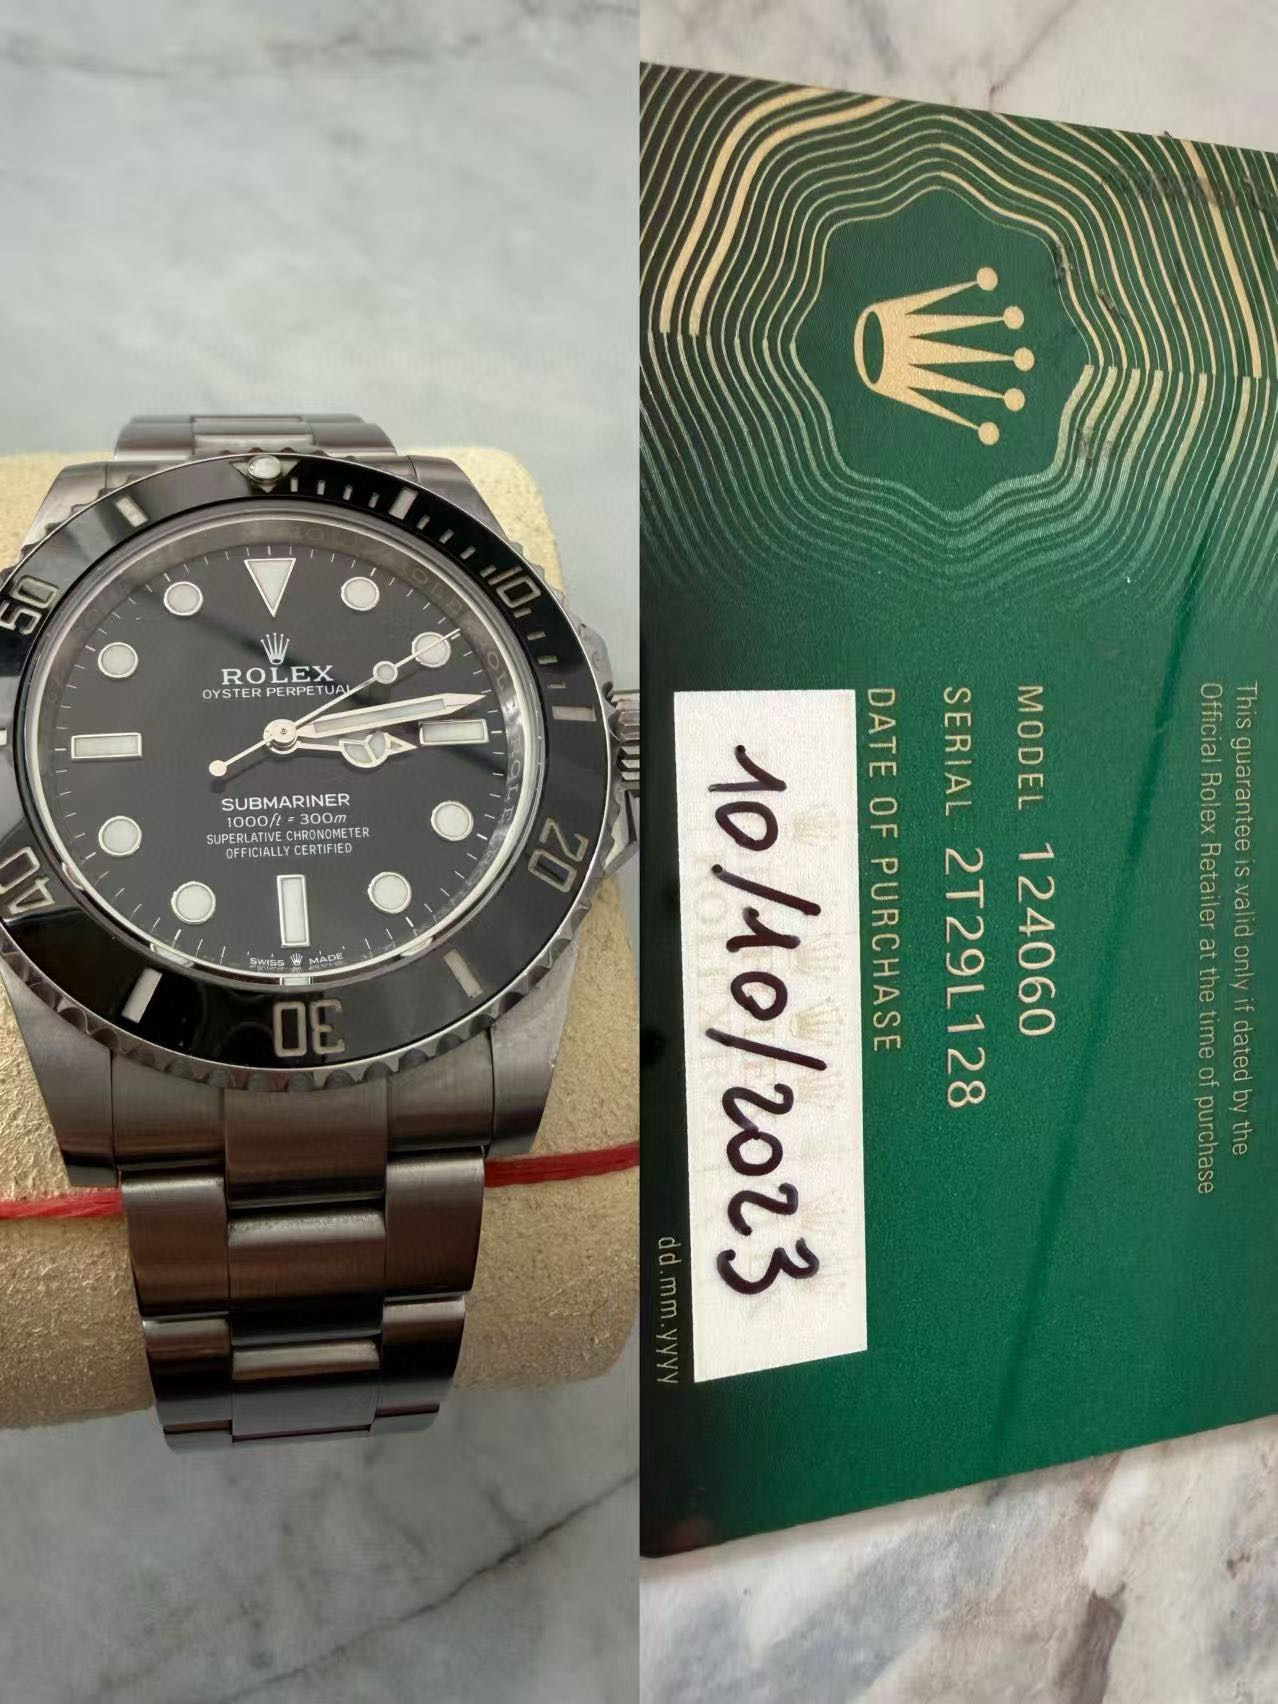 10
20
30
40
50
ROLEX
OYSTER PERPETUAL
SUBMARINER
1000ft = 300m
SUPERLATIVE CHRONOMETER
OFFICIALLY CERTIFIED
SWISS MADE
This guarantee is valid only if dated by the
Official Rolex Retailer at the time of purchase
MODEL 124060
SERIAL 2T29L128
DATE OF PURCHASE
10/10/2023
dd.mm.yyyy